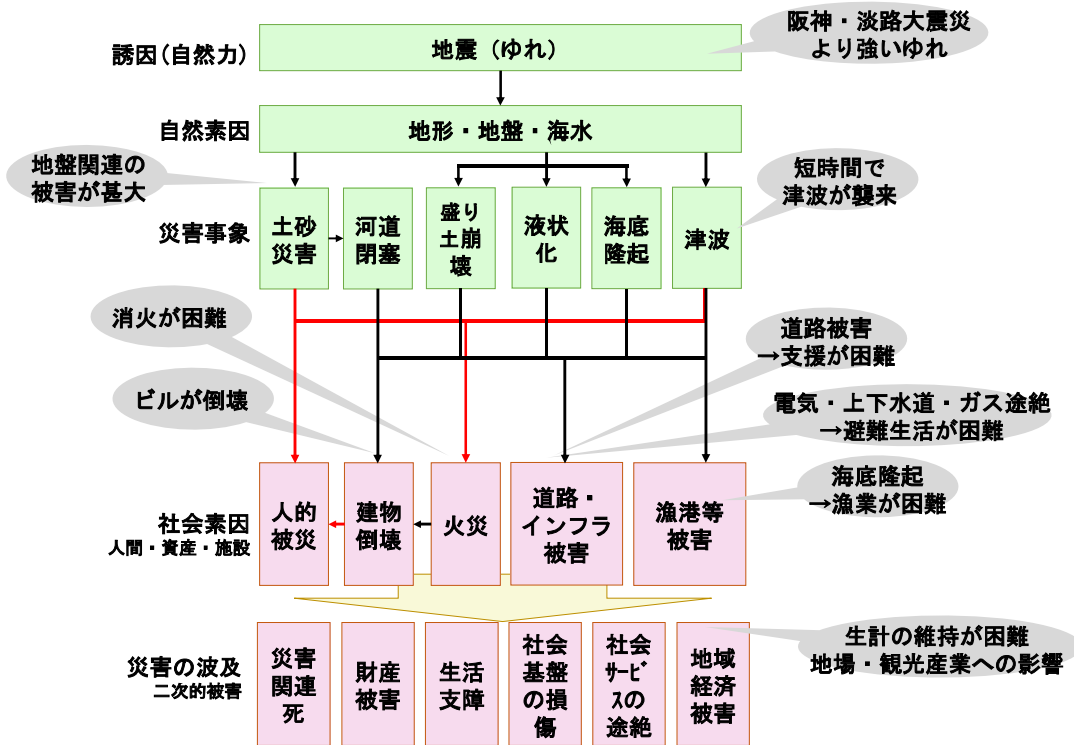 阪神・淡路大震災
より強いゆれ
誘因(自然力)
地震（ゆれ）
自然素因
地形・地盤・海水
地盤関連の
被害が甚大
短時間で
津波が襲来
災害事象
土砂
災害
河道
閉塞
盛り
土崩
壊
液状
化
海底
隆起
津波
消火が困難
道路被害
→支援が困難
ビルが倒壊
電気・上下水道・ガス途絶
→避難生活が困難
海底隆起
→漁業が困難
社会素因
人間・資産・施設
人的
被災
建物
倒壊
火災
道路・
インフラ
被害
漁港等
被害
災害の波及
二次的被害
災害
関連
死
財産
被害
生活
支障
社会
基盤
の損
傷
社会
ｻｰﾋﾞ
ｽの
途絶
地域
経済
被害
生計の維持が困難
地場・観光産業への影響